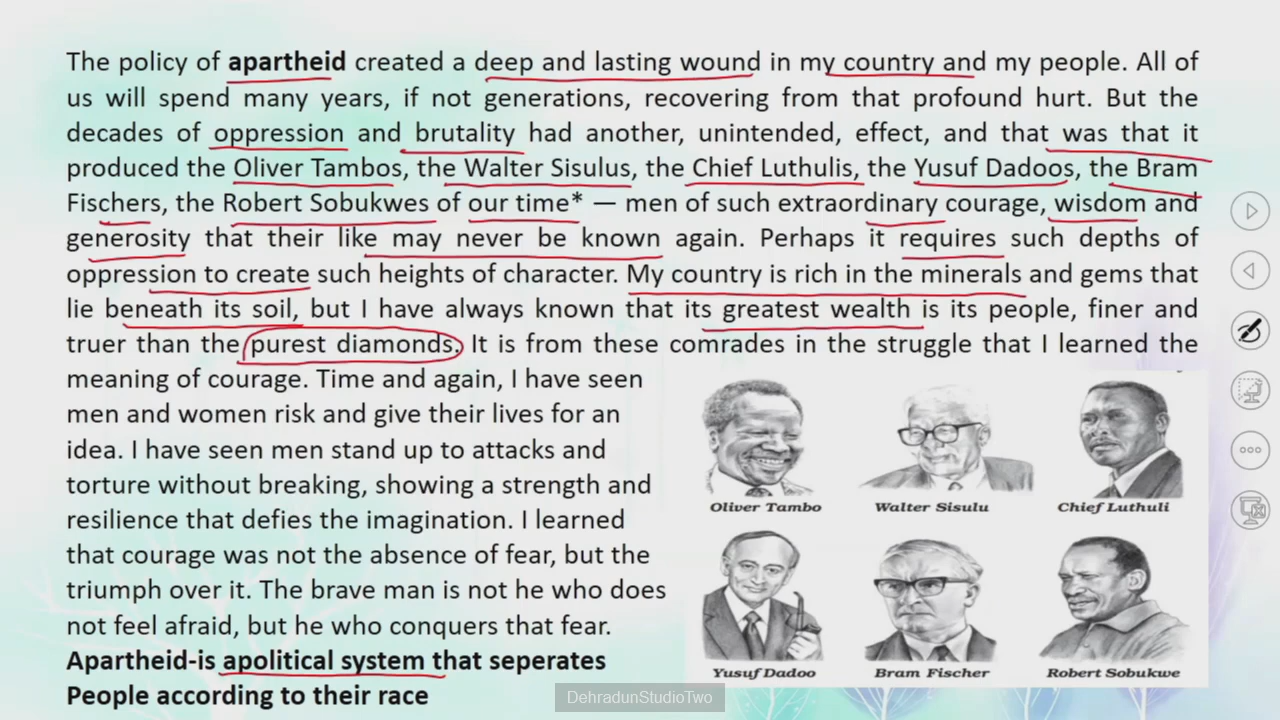 The policy of apartheid created a deep and lasting wound in my country and my people. All of
us will spend many years, if not generations, recovering from that profound hurt. But the
decades of oppression and brutality had another, unintended, effect, and that was that it
produced the Oliver Tambos, the Walter Sisulus, the Chief Luthulis, the Yusuf Dadoos, the Bram
Fischers, the Robert Sobukwes of our time* — men of such extraordinary courage, wisdom and
generosity that their like may never be known again. Perhaps it requires such depths of
oppression to create such heights of character. My country is rich in the minerals and gems that
lie beneath its soil, but I have always known that its greatest wealth is its people, finer and
truer than the purest diamonds. It is from these comrades in the struggle that I learned the
meaning of courage. Time and again, I have seen
men and women risk and give their lives for an
idea. I have seen men stand up to attacks and
torture without breaking, showing a strength and
resilience that defies the imagination. I learned
that courage was not the absence of fear, but the
triumph over it. The brave man is not he who does
not feel afraid, but he who conquers that fear.
Apartheid-is apolitical system that seperates
People according to their race
Oliver Tambo
Walter Sisulu
Chief Luthuli
Yusuf Dadoo
Bram Fischer
Robert Sobukwe
DehradunStudioTwo